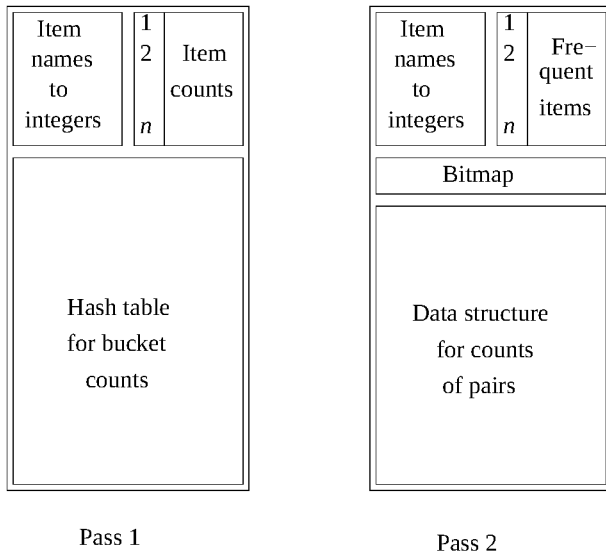 Item
names
to
integers
1
2
n
Item
counts
Hash table
for bucket
counts
Pass 1
Item
names
to
integers
1
2
n
Fre−
quent
items
Bitmap
Data structure
for counts
of pairs
Pass 2